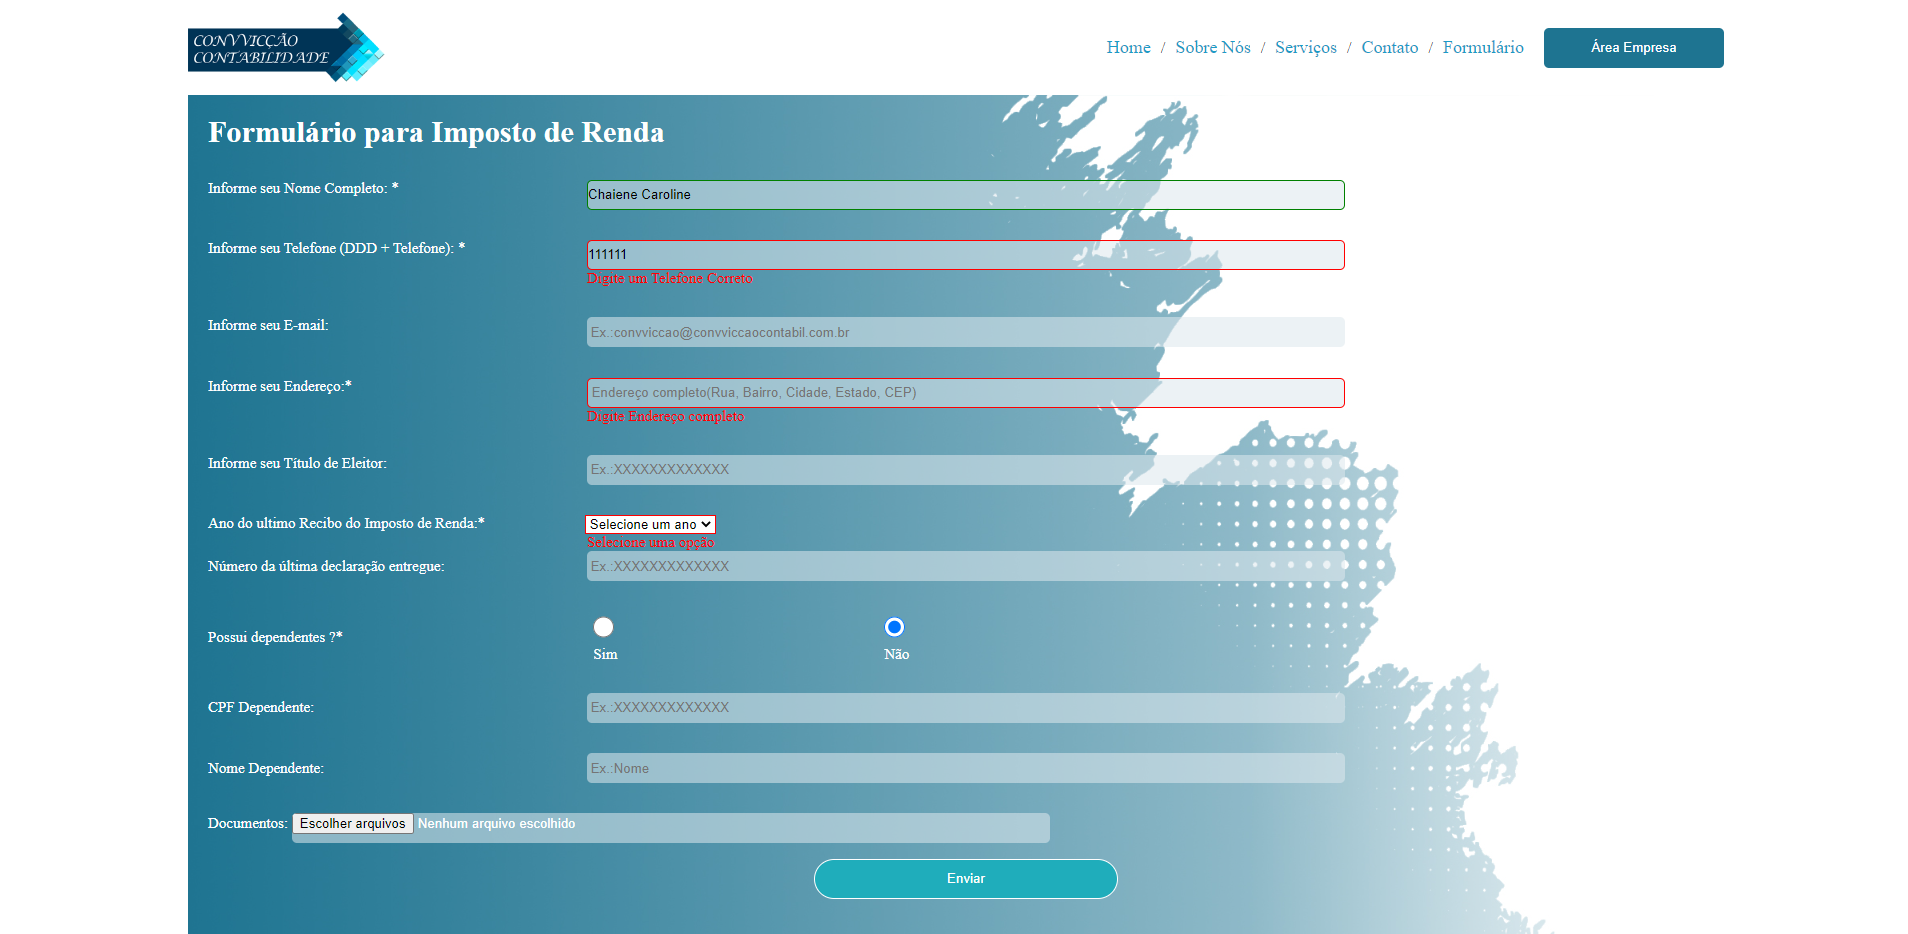 CONVVICÇÃO
CONTABILIDADE
Home / Sobre Nós / Serviços / Contato / Formulário
Área Empresa
Formulário para Imposto de Renda
Informe seu Nome Completo: *
Chaiene Caroline
Informe seu Telefone (DDD + Telefone): *
111111
Digite um Telefone Correto
Informe seu E-mail:
Ex.:convviccao@convviccaocontabil.com.br
Informe seu Endereço:*
Endereço completo(Rua, Bairro, Cidade, Estado, CEP)
Digite Endereço completo
Informe seu Título de Eleitor:
Ex.:XXXXXXXXXXXXX
Ano do ultimo Recibo do Imposto de Renda:*
Selecione um ano
Selecione uma opção
Número da última declaração entregue:
Ex.:XXXXXXXXXXXXX
Possui dependentes ?*
Sim
Não
CPF Dependente:
Ex.:XXXXXXXXXXXXX
Nome Dependente:
Ex.:Nome
Documentos:
Escolher arquivos
Nenhum arquivo escolhido
Enviar